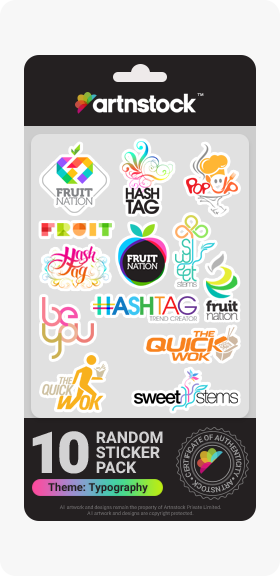 artnstock™
FRUIT
NATION
HASH
TAG
POP UP
FRUIT
Hash
Tag
FRUIT
NATION
sweet
stems
fruit
nation
be
you
HASHTAG
TREND CREATOR
THE
QUICK
WOK
THE
QUICK
WOK
sweet stems
10 RANDOM
STICKER
PACK
Theme: Typography
CERTIFICATE OF AUTHENTICITY
ARTNSTOCK
All artwork and designs remain the property of Artnstock Private Limited.
All artwork and designs are copyright protected.